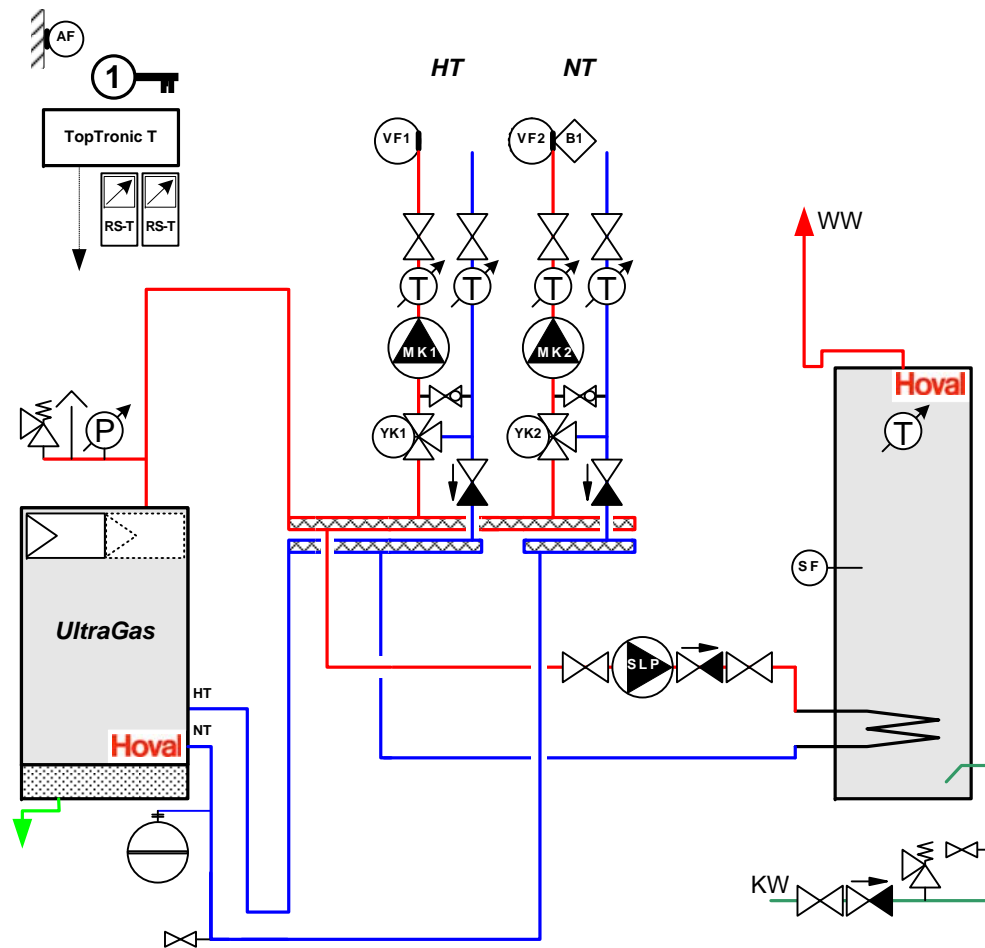 AF
HT NT
1
TopTronic T
VF1 VF2 B1
RS-T RS-T
WW
T T T T
MK1 MK2
Hoval
P
T
YK1 YK2
SF
UltraGas
SLP
HT
NT
Hoval
KW